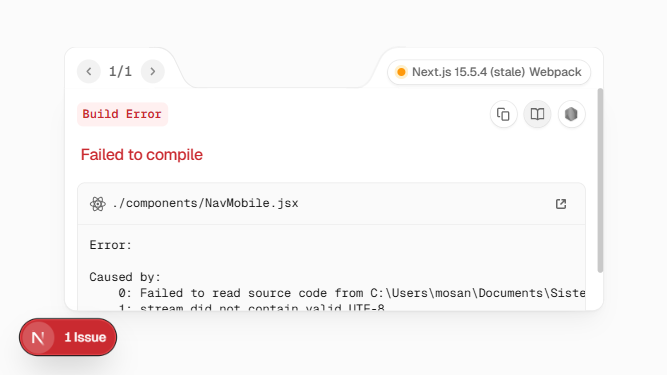 1/1
Next.js 15.5.4 (stale) Webpack
Build Error
Failed to compile
./components/NavMobile.jsx
Error:
Caused by:
0: Failed to read source code from C:\Users\mosan\Documents\Siste
1: stream did not contain valid UTF-8
N 1 Issue